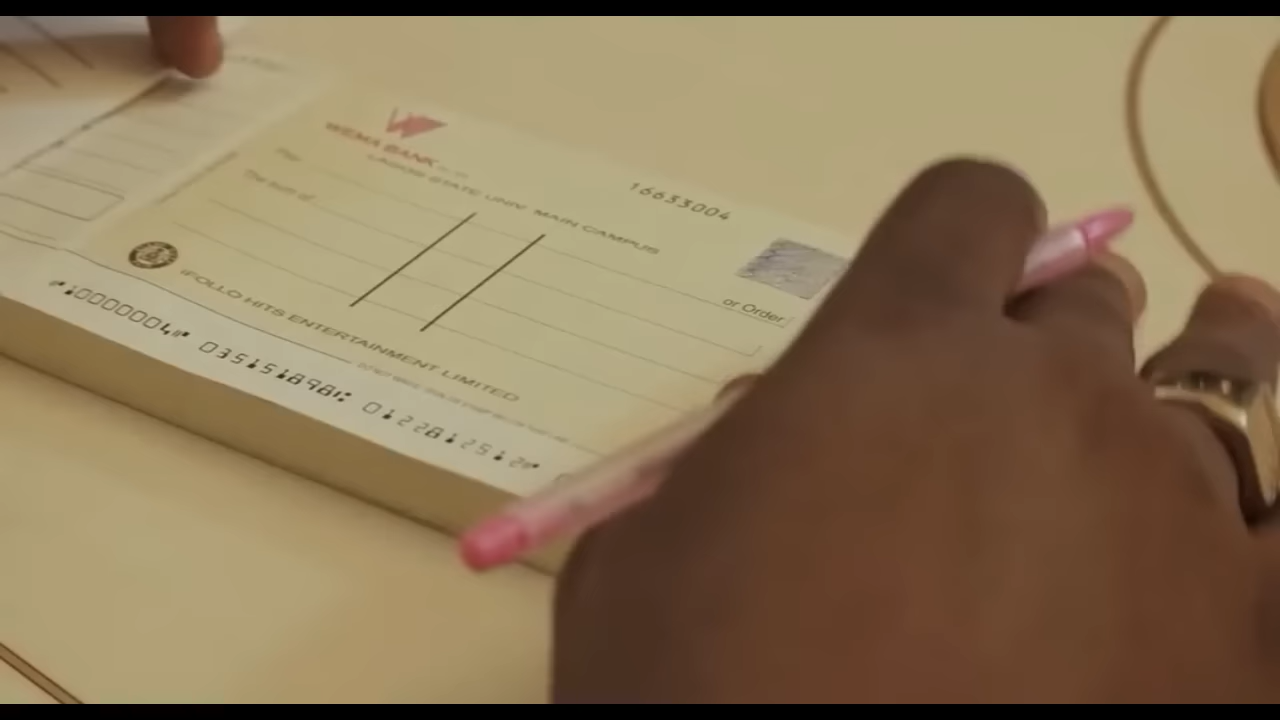 WEMA BANK
LAGOS STATE UNIV. MAIN CAMPUS
16633004
Pay
or Order
The sum of
IFOLLO HITS ENTERTAINMENT LIMITED
⑈10000004⑈ 035151898⑆ 0122812512⑈